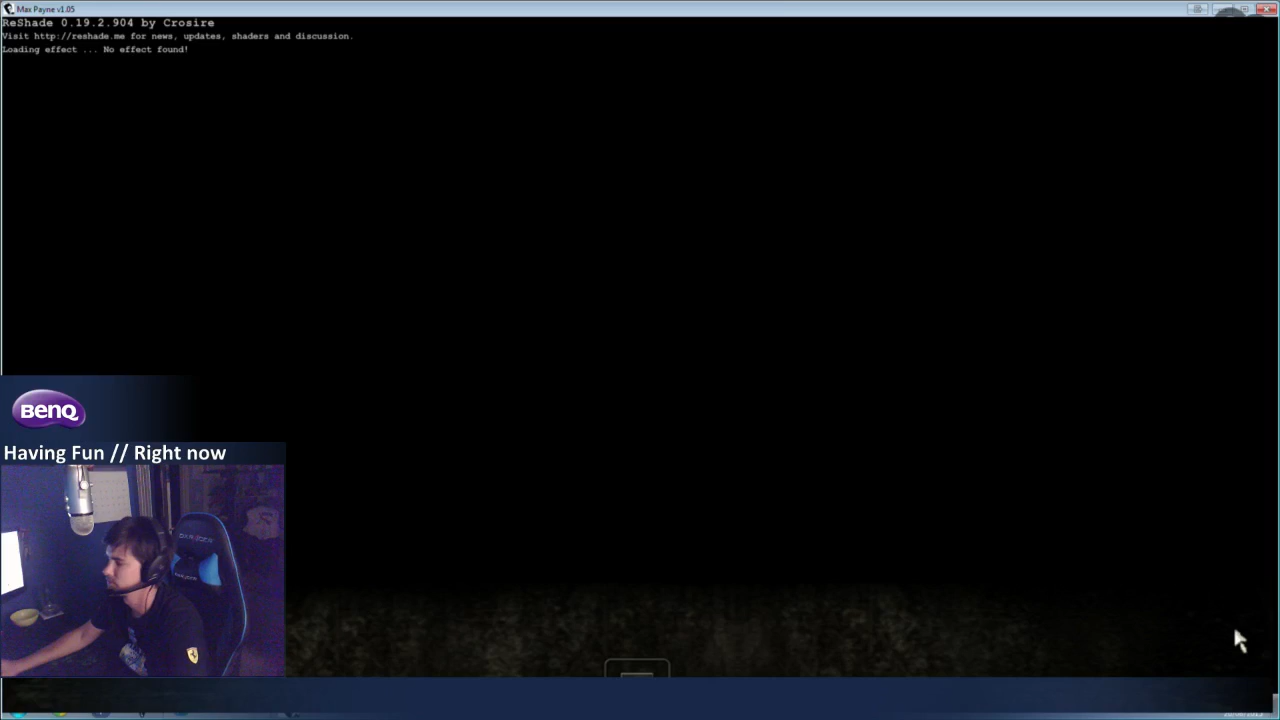 Max Payne v1.05
ReShade 0.19.2.904 by Crosire
Visit http://reshade.me for news, updates, shaders and discussion.
Loading effect ... No effect found!
BenQ
Having Fun // Right now